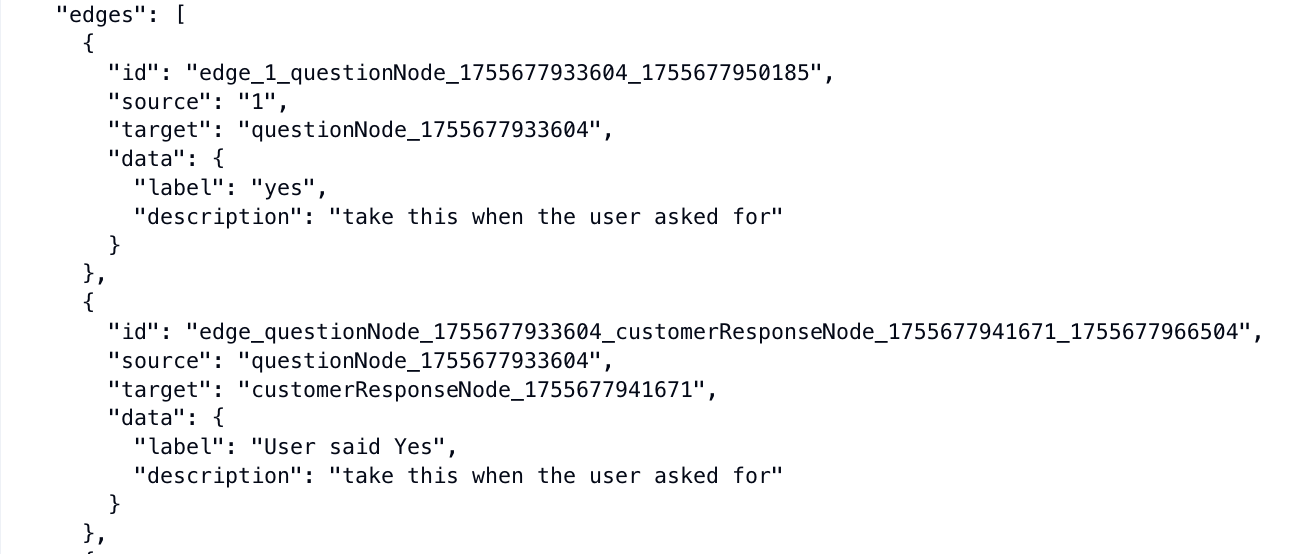 "edges": [
{
"id": "edge_1_questionNode_1755677933604_1755677950185",
"source": "1",
"target": "questionNode_1755677933604",
"data": {
"label": "yes",
"description": "take this when the user asked for"
}
},
{
"id": "edge_questionNode_1755677933604_customerResponseNode_1755677941671_1755677966504",
"source": "questionNode_1755677933604",
"target": "customerResponseNode_1755677941671",
"data": {
"label": "User said Yes",
"description": "take this when the user asked for"
}
},
{